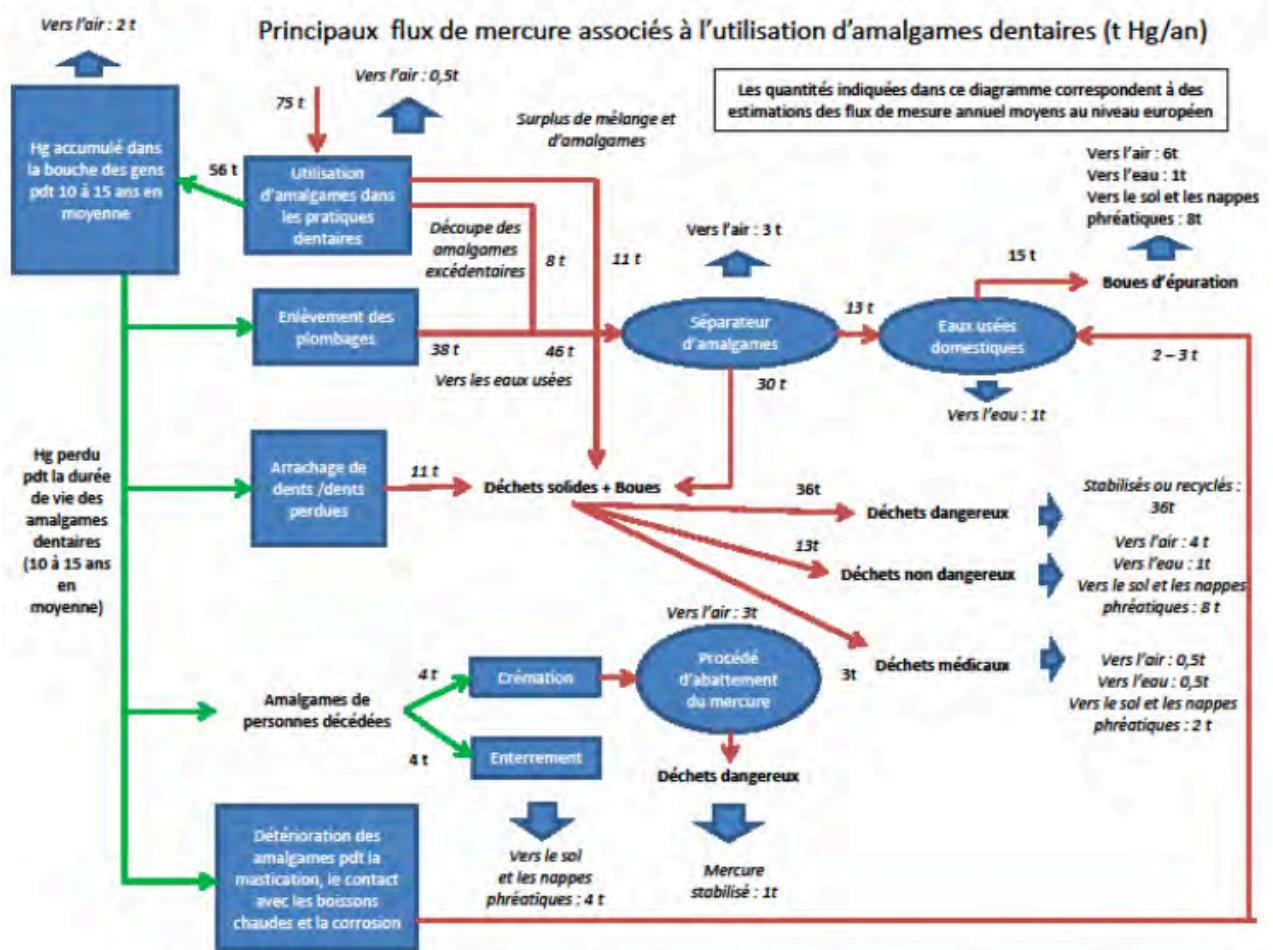 Vers l'air : 2 t
Principaux flux de mercure associés à l'utilisation d'amalgames dentaires (t Hg/an)
Vers l'air : 0,5t
75 t
Surplus de mélange et
d'amalgames
Les quantités indiquées dans ce diagramme correspondent à des
estimations des flux de mesure annuel moyens au niveau européen
Hg accumulé dans
la bouche des gens
pdt 10 à 15 ans en
moyenne
56 t
Utilisation
d'amalgames dans
les pratiques
dentaires
Découpe des
amalgames
excédentaires
8 t
11 t
Vers l'air : 3 t
Vers l'air : 6t
Vers l'eau : 1t
Vers le sol et les nappes
phréatiques : 8t
15 t
Boues d'épuration
Enlèvement des
plombages
38 t
46 t
Vers les eaux usées
Séparateur
d'amalgames
13 t
Eaux usées
domestiques
2 – 3 t
30 t
Vers l'eau : 1t
Hg perdu
pdt la durée
de vie des
amalgames
dentaires
(10 à 15 ans
en
moyenne)
Arrachage de
dents /dents
perdues
11 t
Déchets solides + Boues
36t
Déchets dangereux
Stabilisés ou recyclés :
36t
13t
Déchets non dangereux
Vers l'air : 4 t
Vers l'eau : 1t
Vers le sol et les nappes
phréatiques : 8 t
3t
Déchets médicaux
Vers l'air : 0,5t
Vers l'eau : 0,5t
Vers le sol et les nappes
phréatiques : 2 t
Amalgames de
personnes décédées
4 t
Crémation
Vers l'air : 3t
Procédé
d'abattement
du mercure
4 t
Enterrement
Déchets dangereux
Vers le sol
et les nappes
phréatiques : 4 t
Mercure
stabilisé : 1t
Détérioration des
amalgames pdt la
mastication, le contact
avec les boissons
chaudes et la corrosion